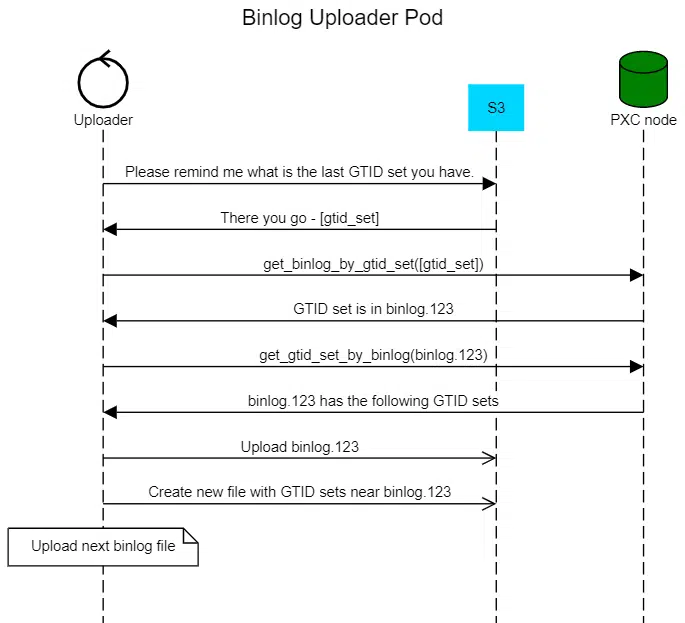 Binlog Uploader Pod
Uploader
S3
PXC node
Please remind me what is the last GTID set you have.
There you go - [gtid_set]
get_binlog_by_gtid_set([gtid_set])
GTID set is in binlog.123
get_gtid_set_by_binlog(binlog.123)
binlog.123 has the following GTID sets
Upload binlog.123
Create new file with GTID sets near binlog.123
Upload next binlog file